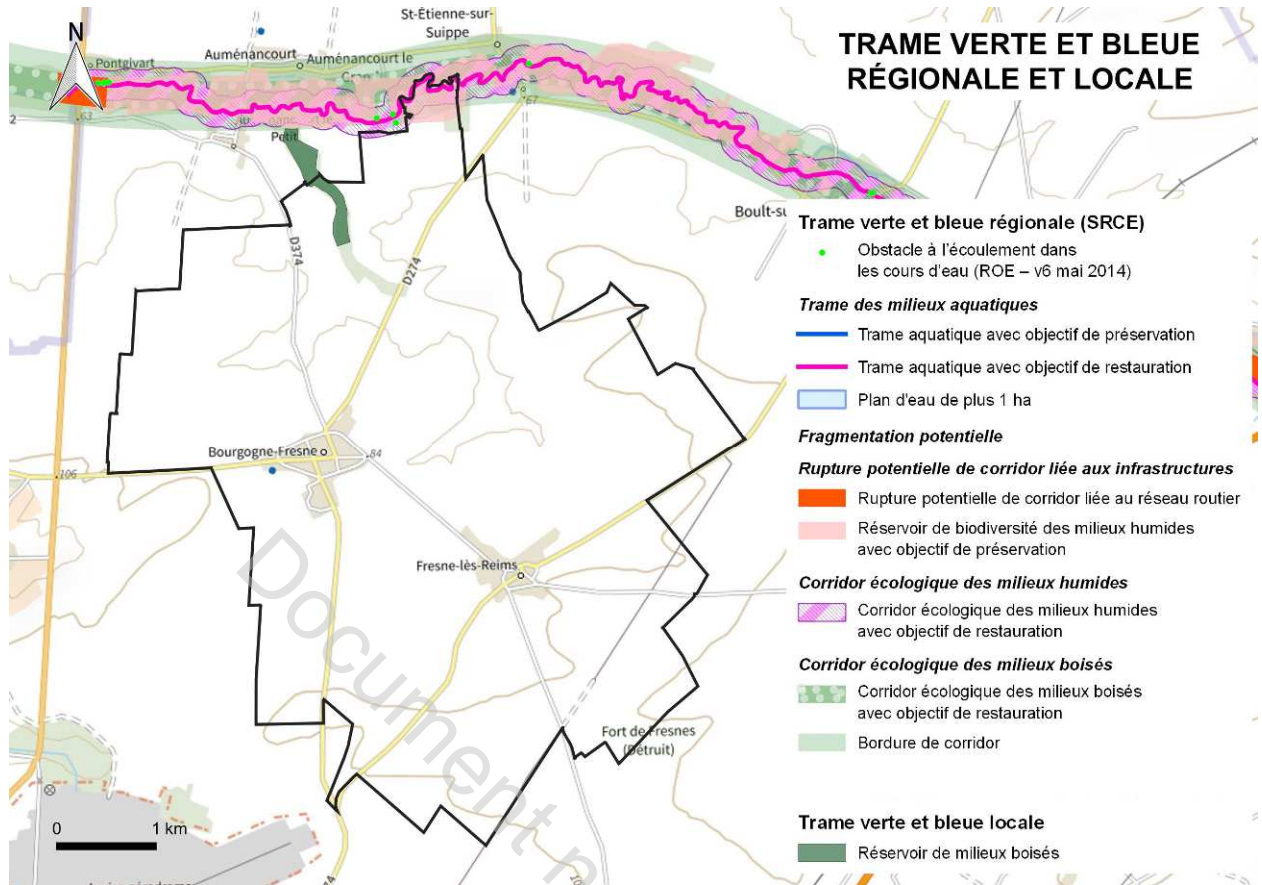 TRAME VERTE ET BLEUE
RÉGIONALE ET LOCALE
N
St-Étienne-sur-
Suippe
Auménancourt
Auménancourt le
Pontgivart
63
67
2
Petit
Boult-su
D374
D274
Bourgogne-Fresne
84
106
Fresne-lès-Reims
Fort de Fresnes
(Détruit)
0
1 km
Document n
Trame verte et bleue régionale (SRCE)
Obstacle à l'écoulement dans
les cours d'eau (ROE – v6 mai 2014)
Trame des milieux aquatiques
Trame aquatique avec objectif de préservation
Trame aquatique avec objectif de restauration
Plan d'eau de plus 1 ha
Fragmentation potentielle
Rupture potentielle de corridor liée aux infrastructures
Rupture potentielle de corridor liée au réseau routier
Réservoir de biodiversité des milieux humides
avec objectif de préservation
Corridor écologique des milieux humides
Corridor écologique des milieux humides
avec objectif de restauration
Corridor écologique des milieux boisés
Corridor écologique des milieux boisés
avec objectif de restauration
Bordure de corridor
Trame verte et bleue locale
Réservoir de milieux boisés